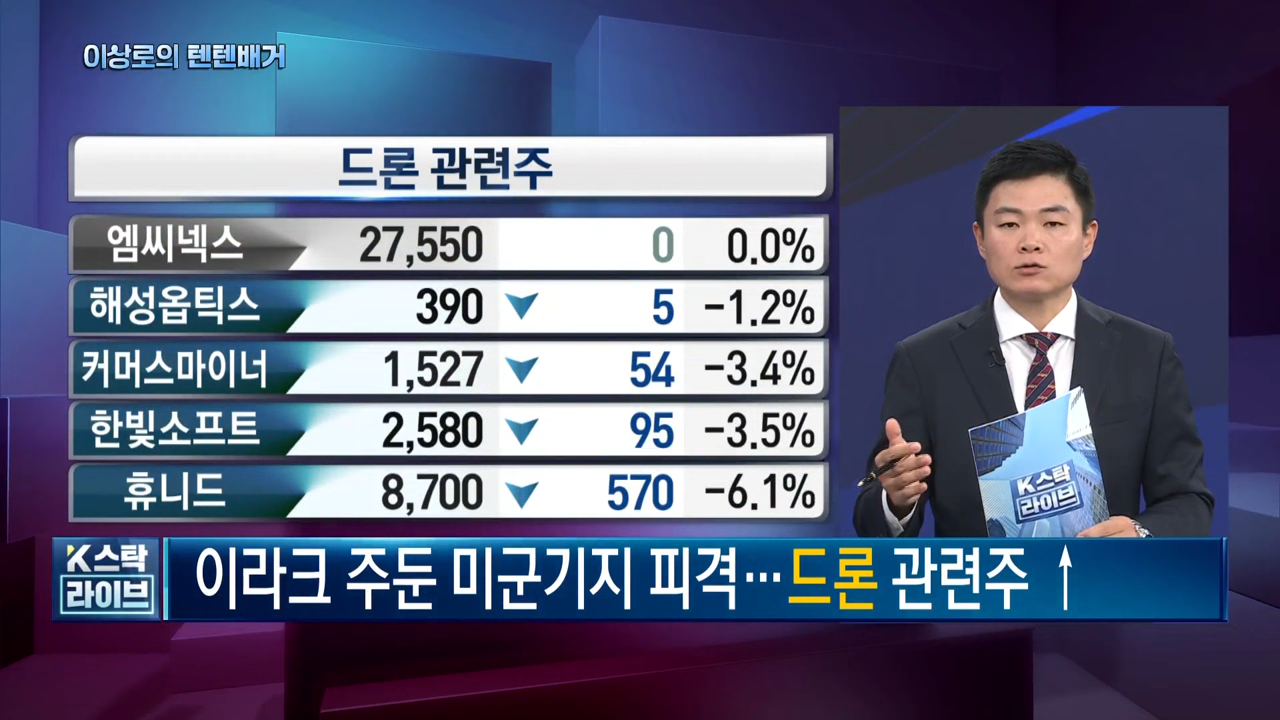 이상로의 텐텐배거
드론 관련주
엠씨넥스 27,550 0 0.0%
해성옵틱스 390 ▼ 5 -1.2%
커머스마이너 1,527 ▼ 54 -3.4%
한빛소프트 2,580 ▼ 95 -3.5%
휴니드 8,700 ▼ 570 -6.1%
K스탁
라이브
K스탁
라이브
이라크 주둔 미군기지 피격…드론 관련주 ↑